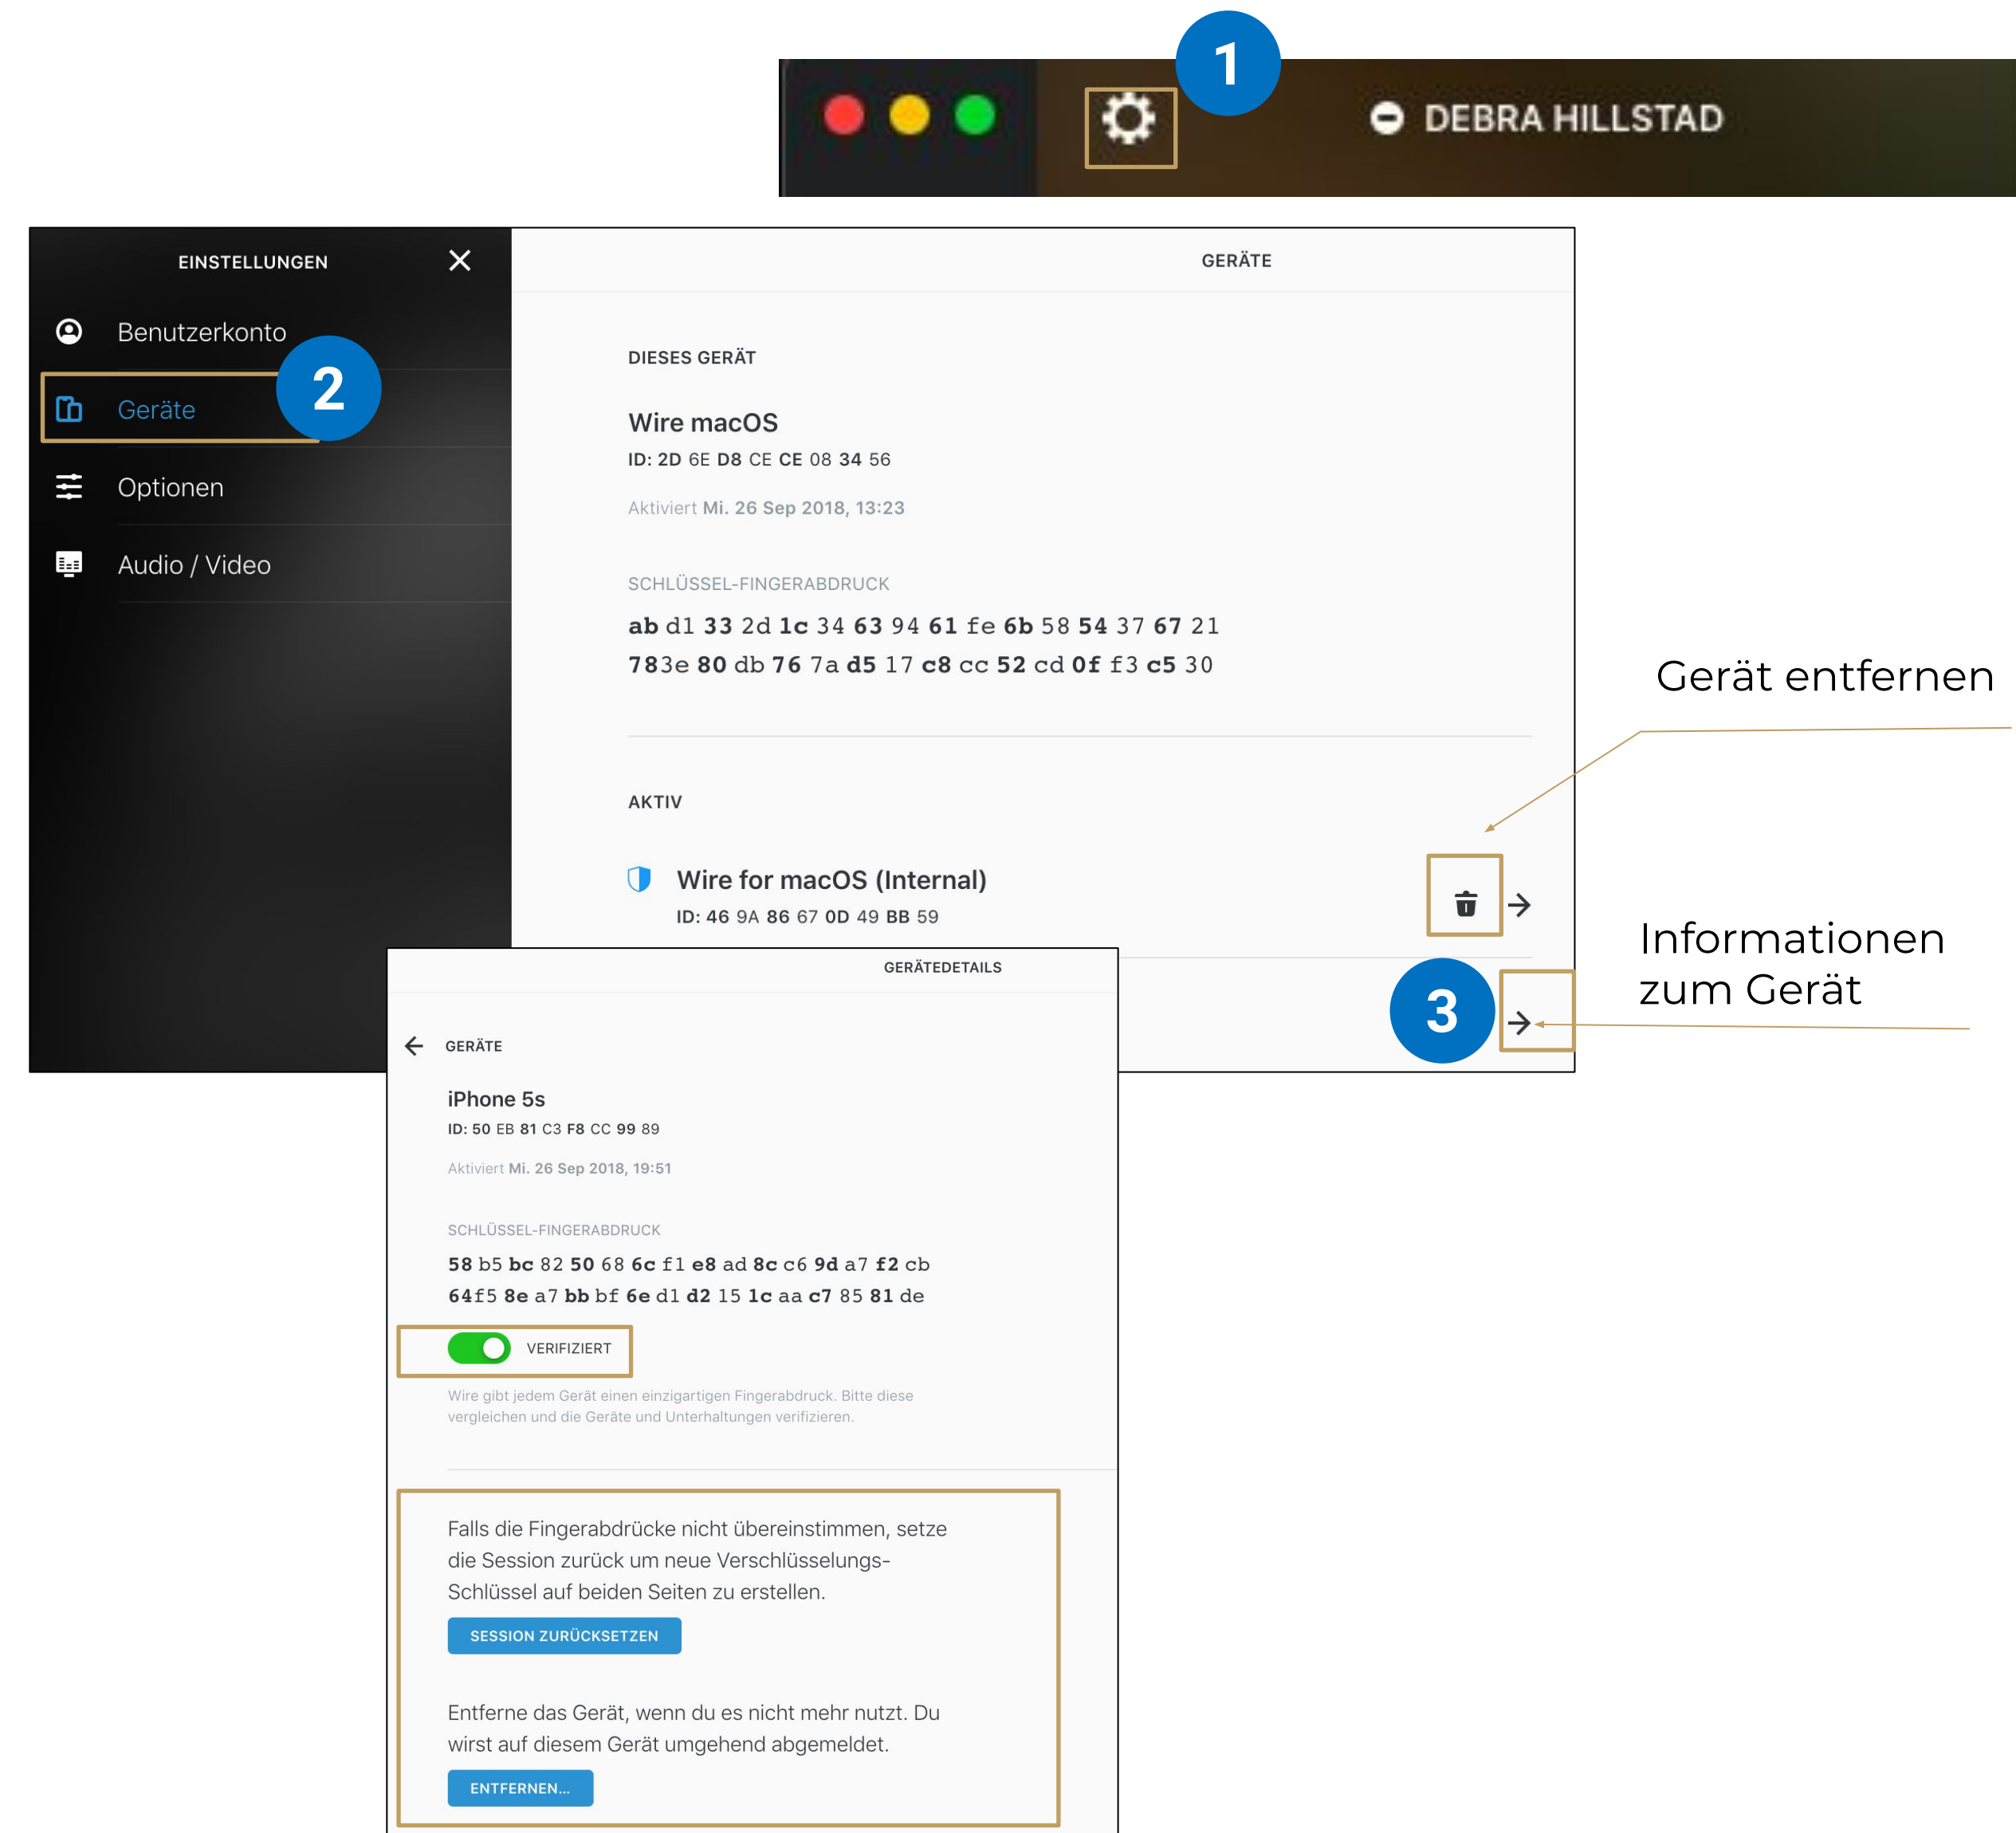 1
DEBRA HILLSTAD
EINSTELLUNGEN
Benutzerkonto
2
Geräte
Optionen
Audio / Video
GERÄTE
DIESES GERÄT
Wire macOS
ID: 2D 6E D8 CE CE 08 34 56
Aktiviert Mi. 26 Sep 2018, 13:23
SCHLÜSSEL-FINGERABDRUCK
ab d1 33 2d 1c 34 63 94 61 fe 6b 58 54 37 67 21
783e 80 db 76 7a d5 17 c8 cc 52 cd 0f f3 c5 30
Gerät entfernen
AKTIV
Wire for macOS (Internal)
ID: 46 9A 86 67 0D 49 BB 59
Informationen
zum Gerät
3
GERÄTEDETAILS
GERÄTE
iPhone 5s
ID: 50 EB 81 C3 F8 CC 99 89
Aktiviert Mi. 26 Sep 2018, 19:51
SCHLÜSSEL-FINGERABDRUCK
58 b5 bc 82 50 68 6c f1 e8 ad 8c c6 9d a7 f2 cb
64f5 8e a7 bb bf 6e d1 d2 15 1c aa c7 85 81 de
VERIFIZIERT
Wire gibt jedem Gerät einen einzigartigen Fingerabdruck. Bitte diese
vergleichen und die Geräte und Unterhaltungen verifizieren.
Falls die Fingerabdrücke nicht übereinstimmen, setze
die Session zurück um neue Verschlüsselungs-
Schlüssel auf beiden Seiten zu erstellen.
SESSION ZURÜCKSETZEN
Entferne das Gerät, wenn du es nicht mehr nutzt. Du
wirst auf diesem Gerät umgehend abgemeldet.
ENTFERNEN...